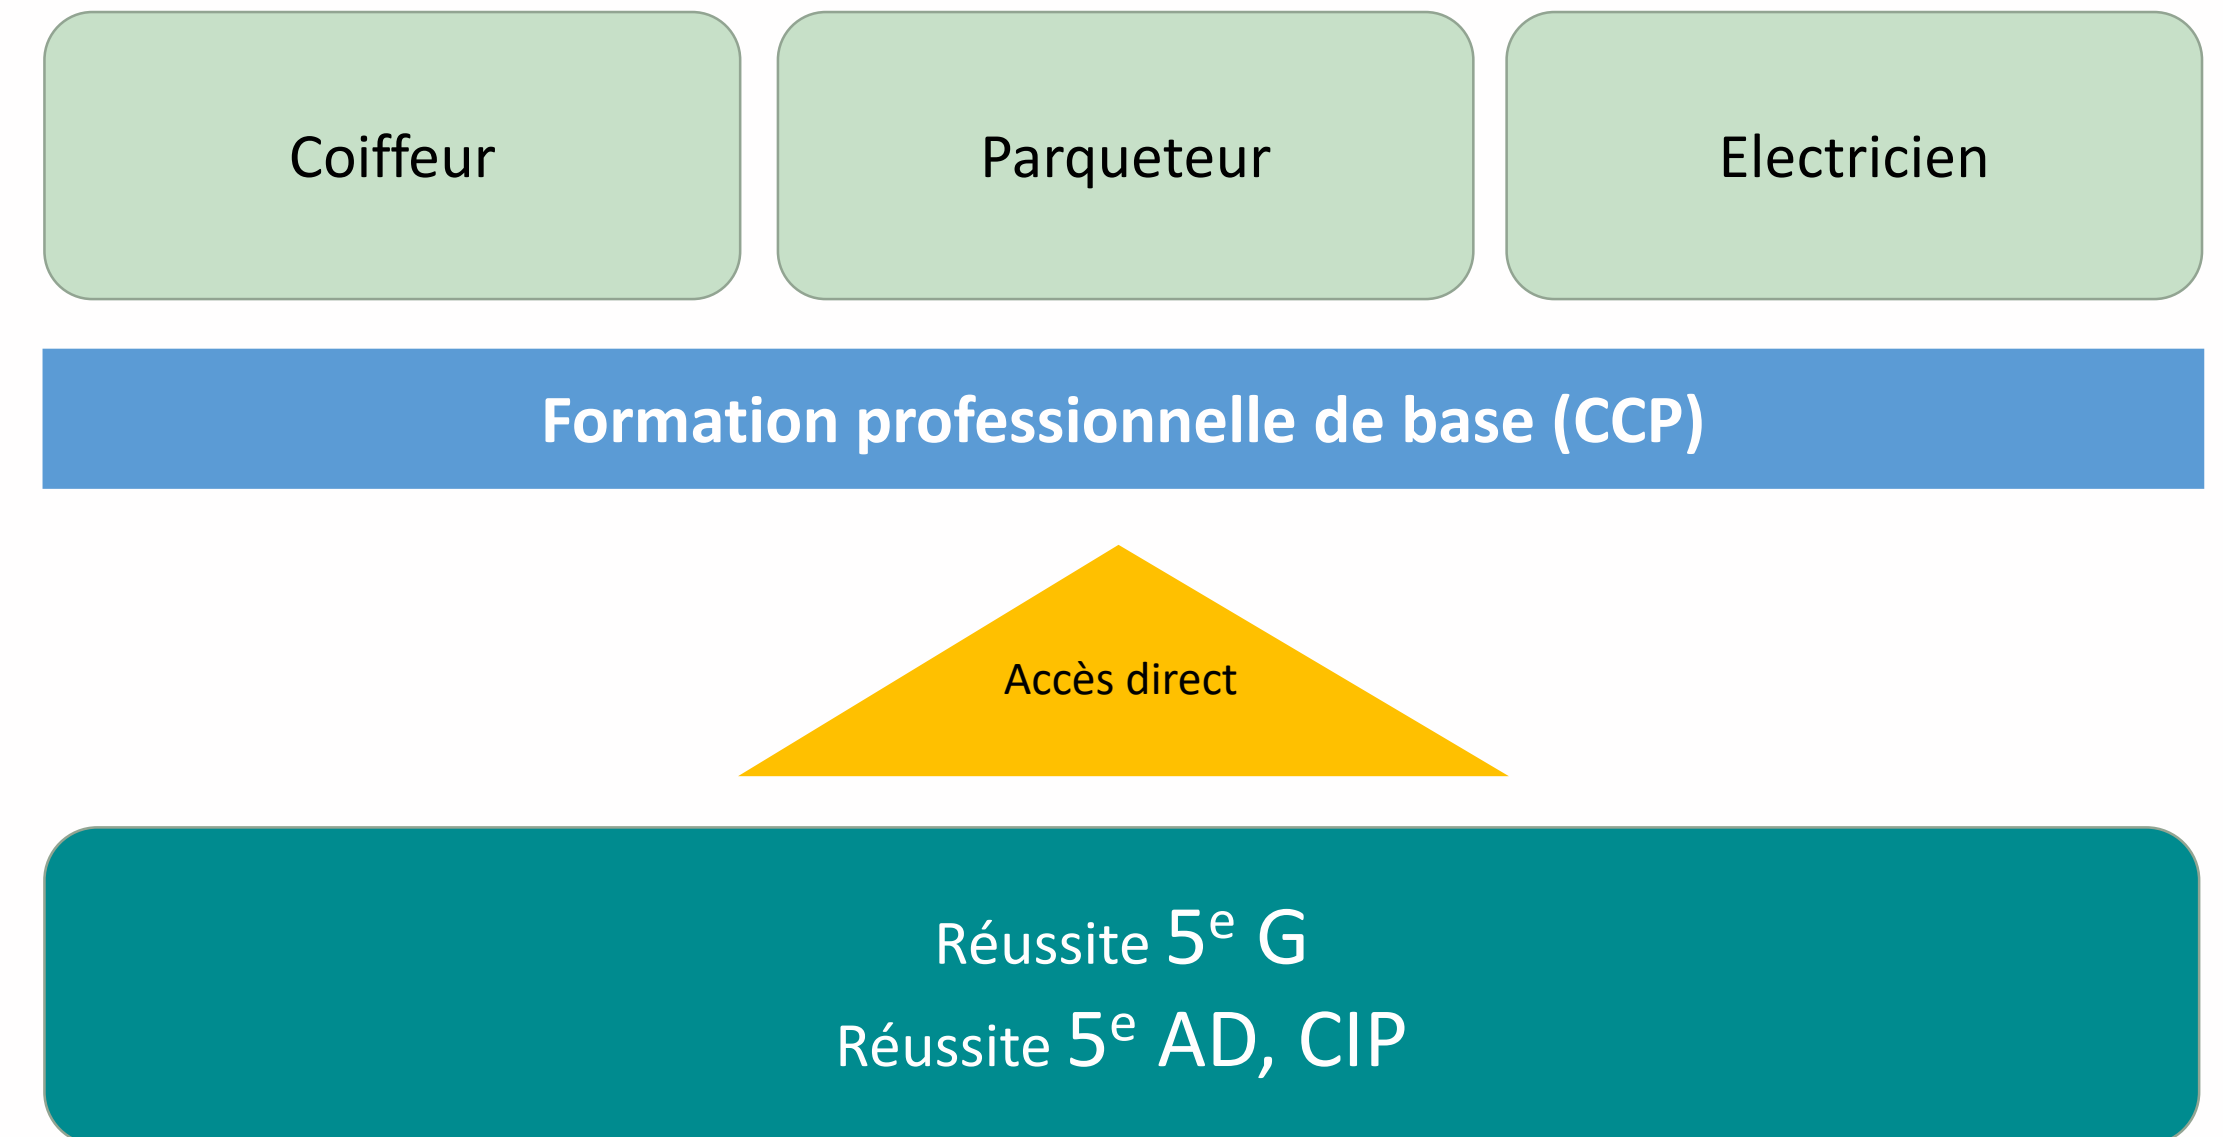 Coiffeur
Parqueteur
Electricien
Formation professionnelle de base (CCP)
Accès direct
Réussite 5e G
Réussite 5e AD, CIP